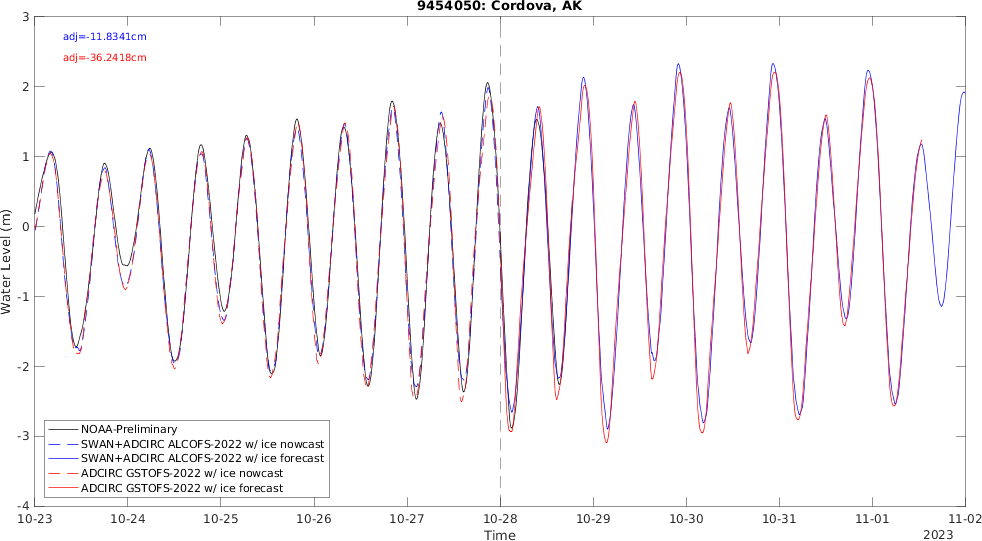 9454050: Cordova, AK
adj=-11.8341cm
adj=-36.2418cm
3
2
1
0
-1
-2
-3
-4
Water Level (m)
NOAA-Preliminary
SWAN+ADCIRC ALCOFS-2022 w/ ice nowcast
SWAN+ADCIRC ALCOFS-2022 w/ ice forecast
ADCIRC GSTOFS-2022 w/ ice nowcast
ADCIRC GSTOFS-2022 w/ ice forecast
10-23 10-24 10-25 10-26 10-27 10-28 10-29 10-30 10-31 11-01 11-02
Time
2023